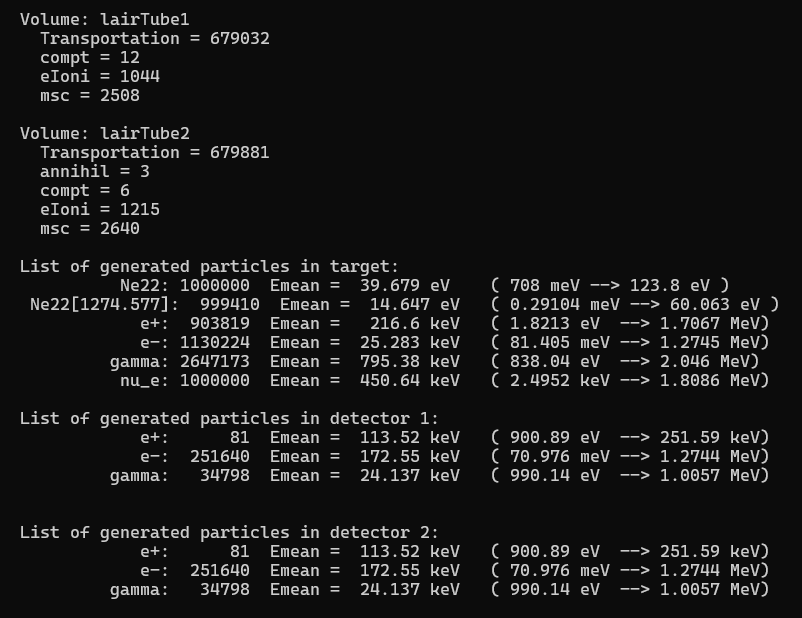 Volume: lairTube1
Transportation = 679032
compt = 12
eIoni = 1044
msc = 2508
Volume: lairTube2
Transportation = 679881
annihil = 3
compt = 6
eIoni = 1215
msc = 2640
List of generated particles in target:
Ne22: 1000000  Emean =  39.679 eV    ( 708 meV --> 123.8 eV )
Ne22[1274.577]:  999410  Emean =  14.647 eV   ( 0.29104 meV --> 60.063 eV )
e+: 903819  Emean =   216.6 keV   ( 1.8213 eV  --> 1.7067 MeV)
e-: 1130224  Emean =  25.283 keV   ( 81.405 meV --> 1.2745 MeV)
gamma: 2647173  Emean =  795.38 keV   ( 838.04 eV  --> 2.046 MeV)
nu_e: 1000000  Emean =  450.64 keV   ( 2.4952 keV --> 1.8086 MeV)
List of generated particles in detector 1:
e+:      81  Emean =  113.52 keV   ( 900.89 eV  --> 251.59 keV)
e-:  251640  Emean =  172.55 keV   ( 70.976 meV --> 1.2744 MeV)
gamma:   34798  Emean =  24.137 keV   ( 990.14 eV  --> 1.0057 MeV)
List of generated particles in detector 2:
e+:      81  Emean =  113.52 keV   ( 900.89 eV  --> 251.59 keV)
e-:  251640  Emean =  172.55 keV   ( 70.976 meV --> 1.2744 MeV)
gamma:   34798  Emean =  24.137 keV   ( 990.14 eV  --> 1.0057 MeV)